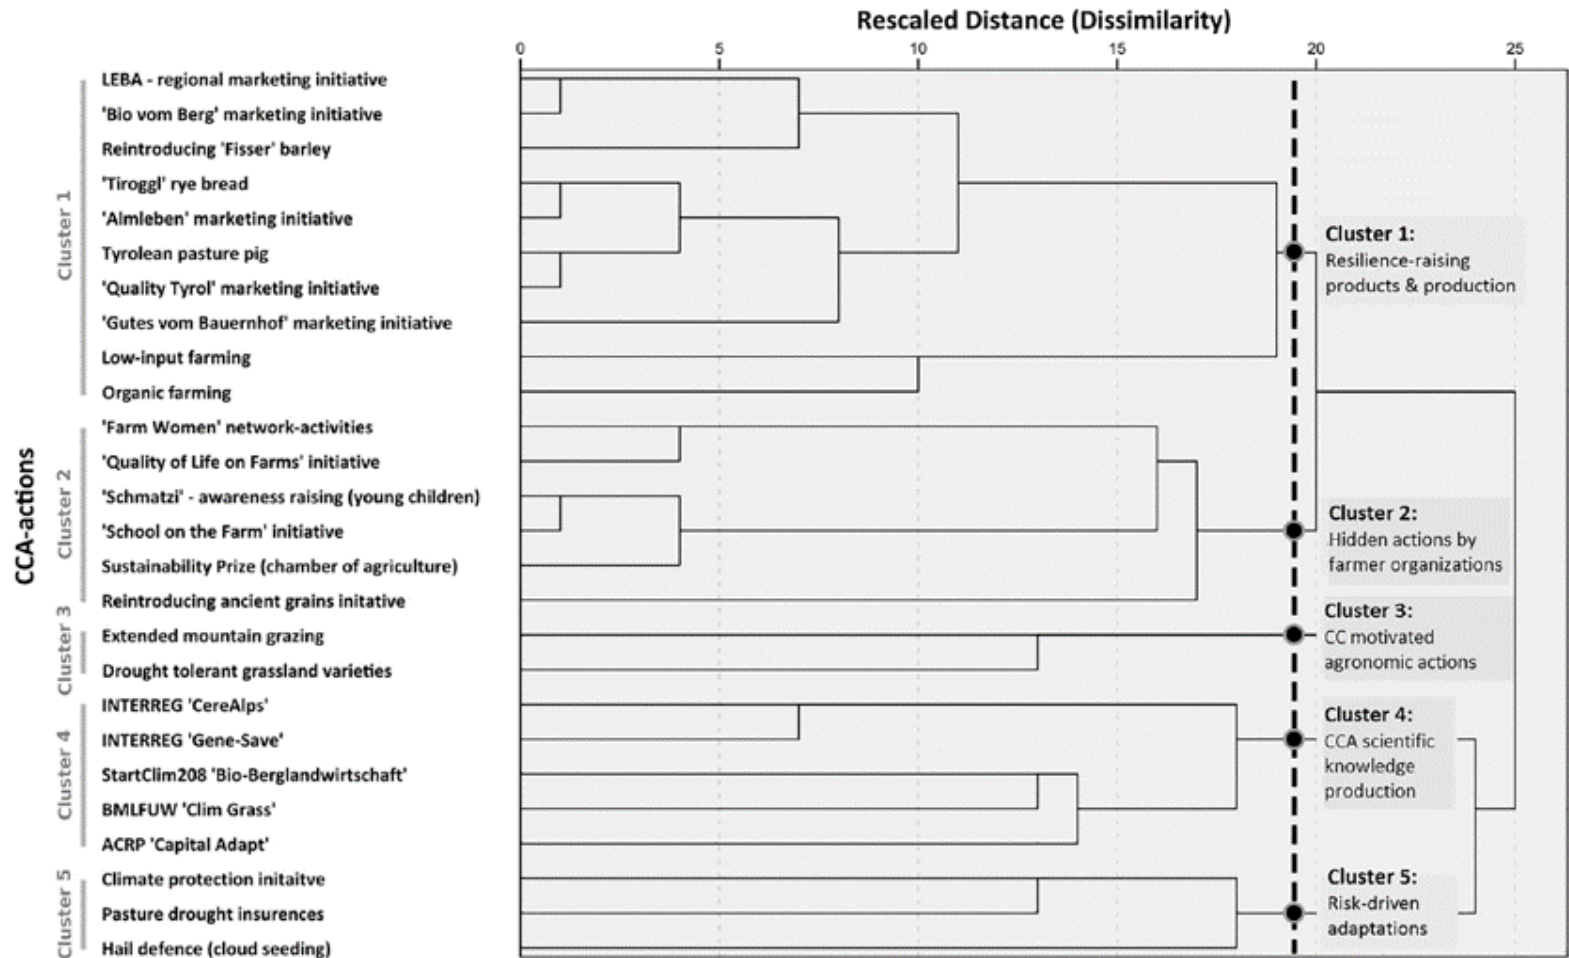 Rescaled Distance (Dissimilarity)
0 5 10 15 20 25
CCA-actions
Cluster 1
LEBA - regional marketing initiative
'Bio vom Berg' marketing initiative
Reintroducing 'Fisser' barley
'Tiroggl' rye bread
'Almleben' marketing initiative
Tyrolean pasture pig
'Quality Tyrol' marketing initiative
'Gutes vom Bauernhof' marketing initiative
Low-input farming
Organic farming
Cluster 2
'Farm Women' network-activities
'Quality of Life on Farms' initiative
'Schmatzi' - awareness raising (young children)
'School on the Farm' initiative
Sustainability Prize (chamber of agriculture)
Reintroducing ancient grains initative
Cluster 3
Extended mountain grazing
Drought tolerant grassland varieties
Cluster 4
INTERREG 'CereAlps'
INTERREG 'Gene-Save'
StartClim208 'Bio-Berglandwirtschaft'
BMLFUW 'Clim Grass'
ACRP 'Capital Adapt'
Cluster 5
Climate protection initaitve
Pasture drought insurences
Hail defence (cloud seeding)
Cluster 1:
Resilience-raising
products & production
Cluster 2:
Hidden actions by
farmer organizations
Cluster 3:
CC motivated
agronomic actions
Cluster 4:
CCA scientific
knowledge
production
Cluster 5:
Risk-driven
adaptations